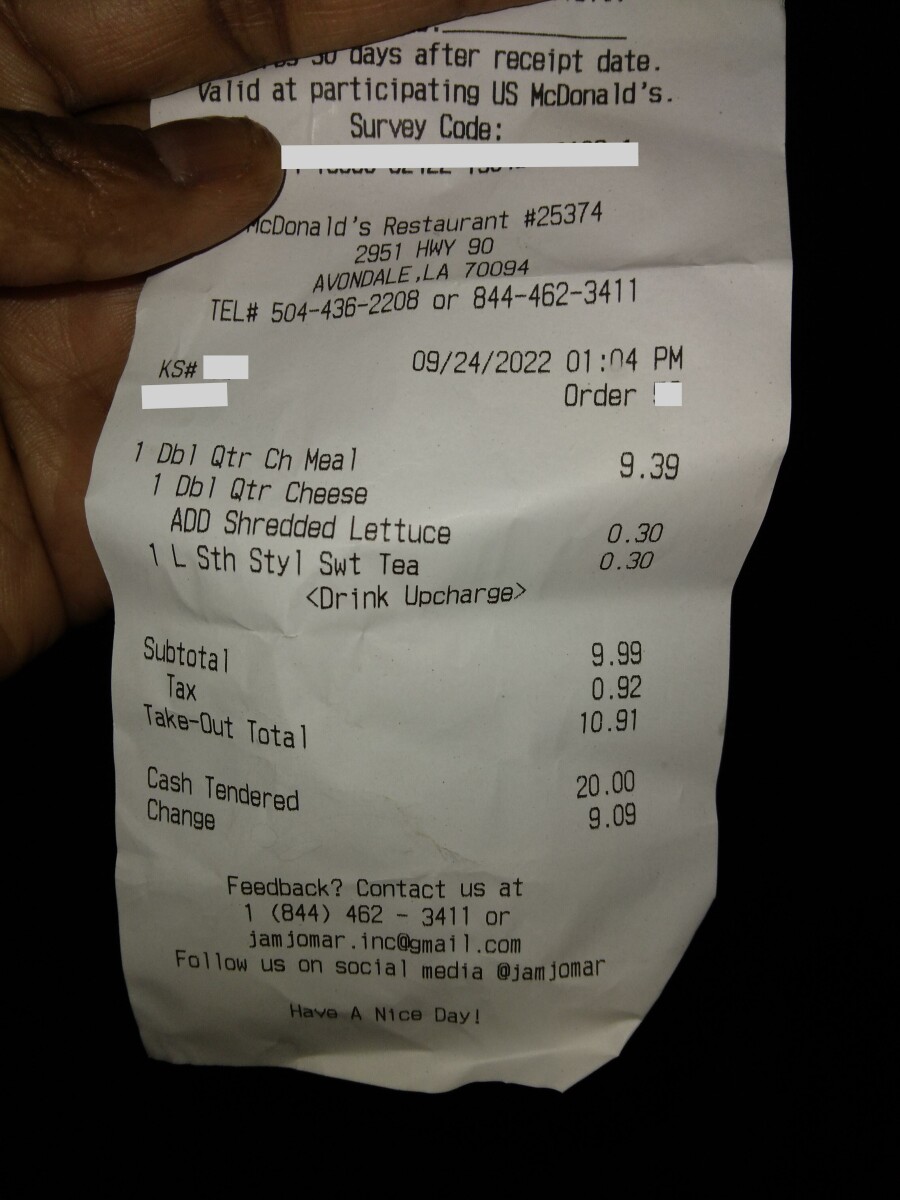 30 days after receipt date.
Valid at participating US McDonald's.
Survey Code:
McDonald's Restaurant #25374
2951 HWY 90
AVONDALE,LA 70094
TEL# 504-436-2208 or 844-462-3411
KS# 09/24/2022 01:04 PM
Order
1 Dbl Qtr Ch Meal 9.39
1 Dbl Qtr Cheese
ADD Shredded Lettuce 0.30
1 L Sth Styl Swt Tea 0.30
<Drink Upcharge>
Subtotal 9.99
Tax 0.92
Take-Out Total 10.91
Cash Tendered 20.00
Change 9.09
Feedback? Contact us at
1 (844) 462 - 3411 or
jamjomar.inc@gmail.com
Follow us on social media @jamjomar
Have A Nice Day!